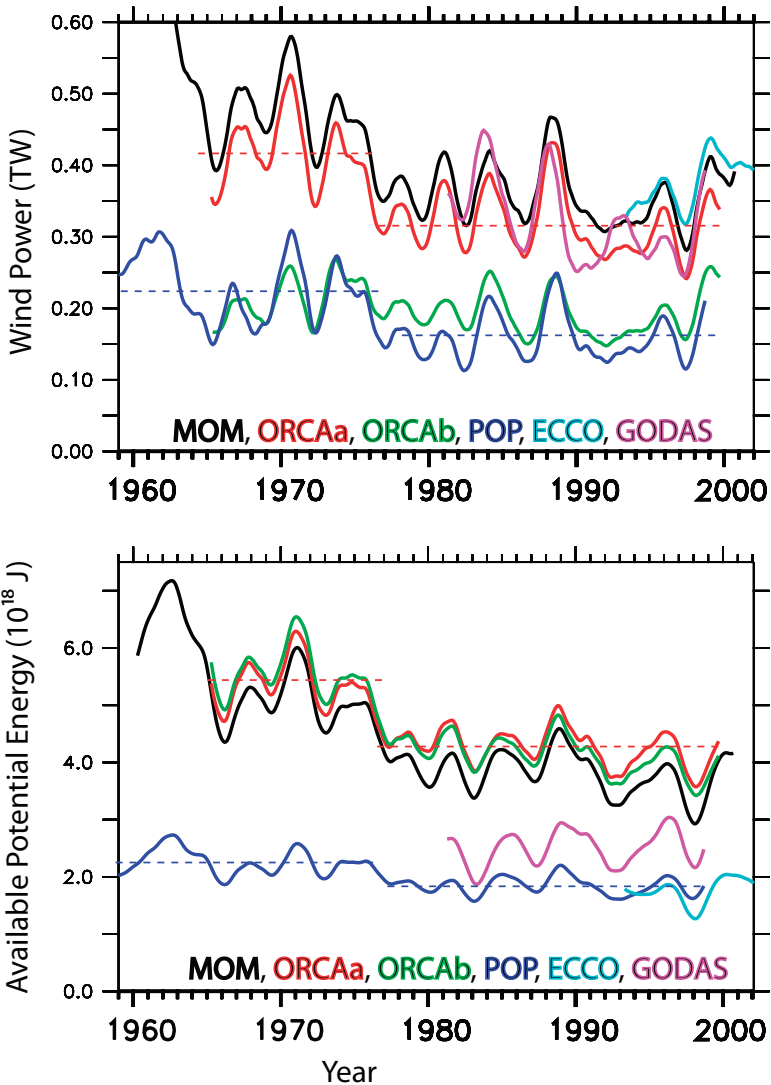 Wind Power (TW)
0.60
0.50
0.40
0.30
0.20
0.10
0.00
MOM, ORCAa, ORCAb, POP, ECCO, GODAS
1960 1970 1980 1990 2000
Available Potential Energy (10¹⁸ J)
6.0
4.0
2.0
0.0
MOM, ORCAa, ORCAb, POP, ECCO, GODAS
1960 1970 1980 1990 2000
Year